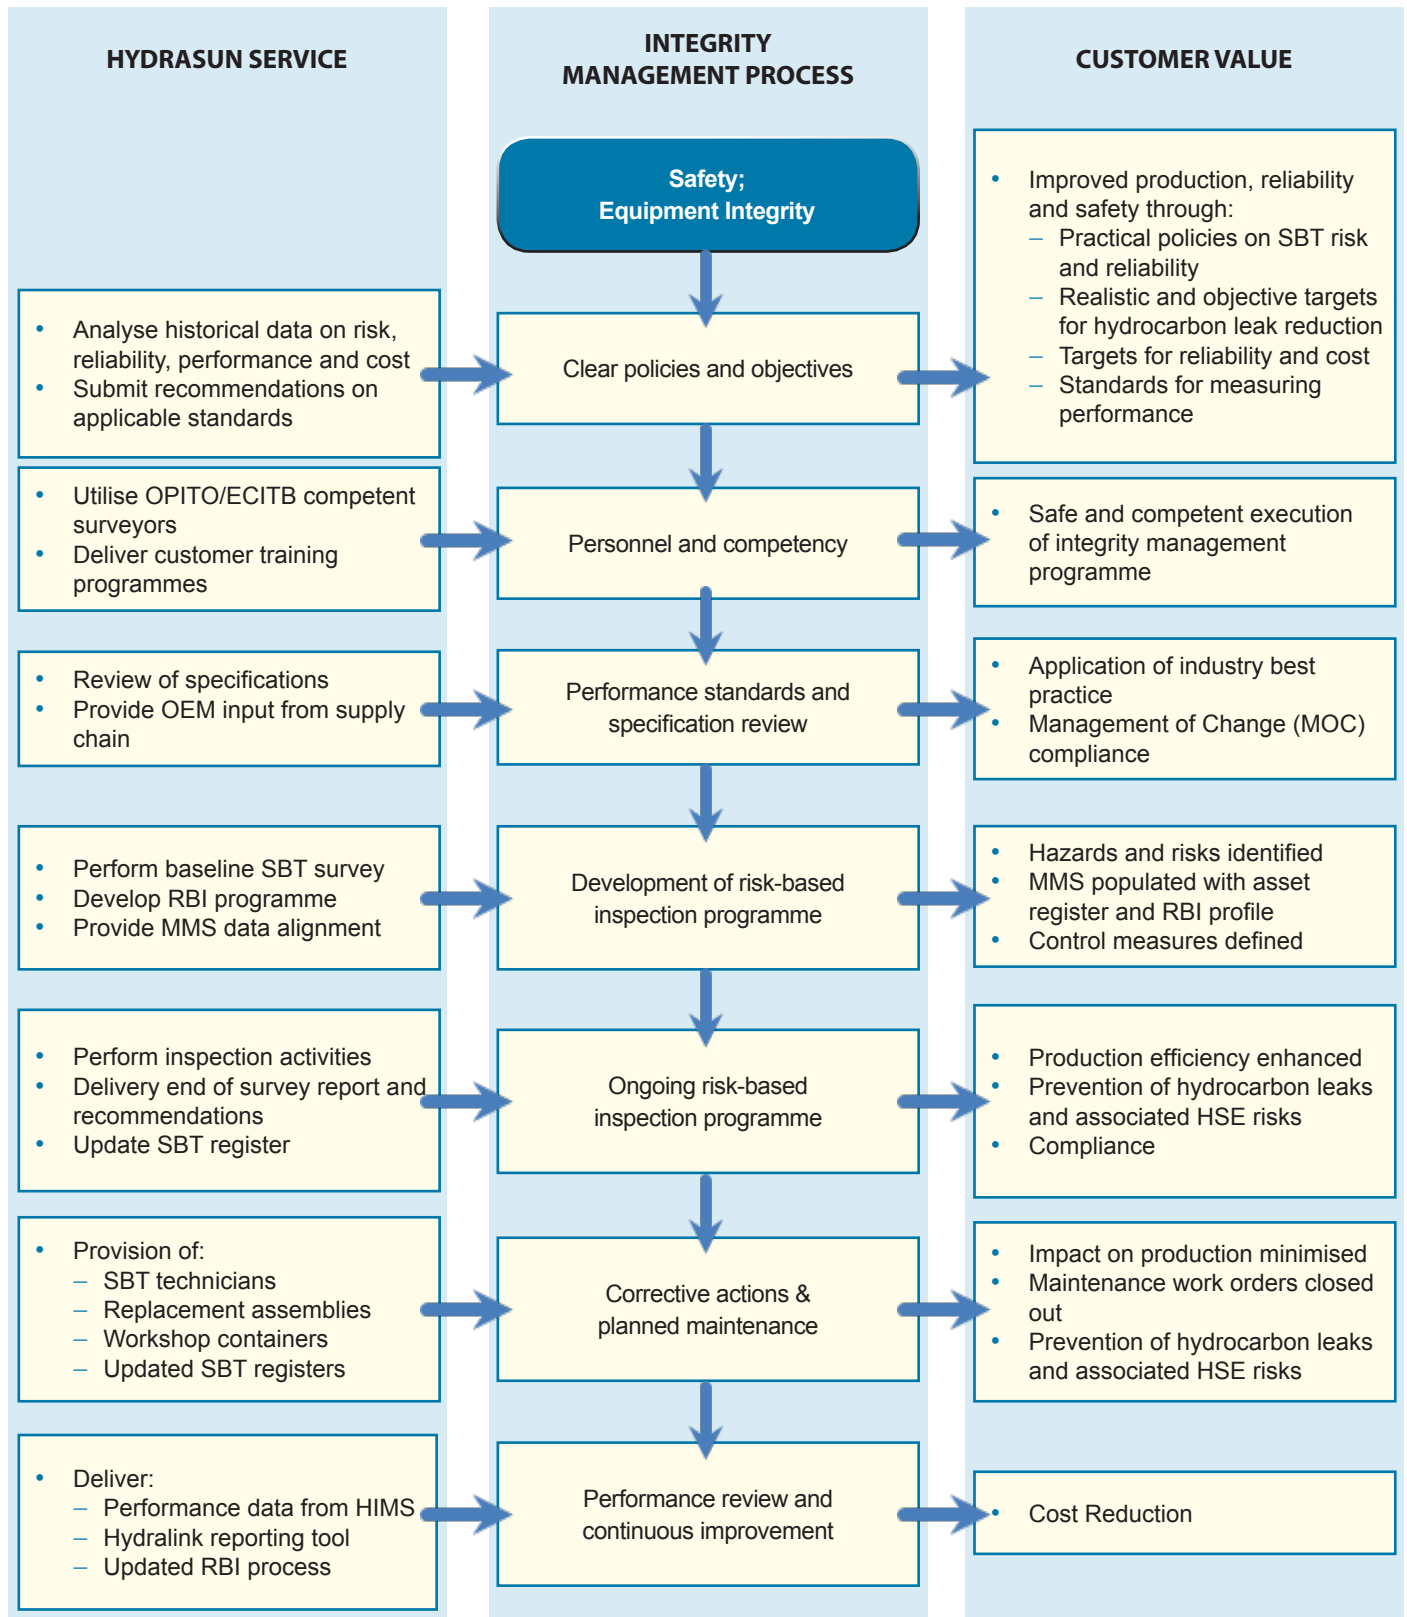 HYDRASUN SERVICE
INTEGRITY
MANAGEMENT PROCESS
CUSTOMER VALUE
Safety;
Equipment Integrity
• Analyse historical data on risk,
reliability, performance and cost
• Submit recommendations on
applicable standards
Clear policies and objectives
• Improved production, reliability
and safety through:
– Practical policies on SBT risk
and reliability
– Realistic and objective targets
for hydrocarbon leak reduction
– Targets for reliability and cost
– Standards for measuring
performance
• Utilise OPITO/ECITB competent
surveyors
• Deliver customer training
programmes
Personnel and competency
• Safe and competent execution
of integrity management
programme
• Review of specifications
• Provide OEM input from supply
chain
Performance standards and
specification review
• Application of industry best
practice
• Management of Change (MOC)
compliance
• Perform baseline SBT survey
• Develop RBI programme
• Provide MMS data alignment
Development of risk-based
inspection programme
• Hazards and risks identified
• MMS populated with asset
register and RBI profile
• Control measures defined
• Perform inspection activities
• Delivery end of survey report and
recommendations
• Update SBT register
Ongoing risk-based
inspection programme
• Production efficiency enhanced
• Prevention of hydrocarbon leaks
and associated HSE risks
• Compliance
• Provision of:
– SBT technicians
– Replacement assemblies
– Workshop containers
– Updated SBT registers
Corrective actions &
planned maintenance
• Impact on production minimised
• Maintenance work orders closed
out
• Prevention of hydrocarbon leaks
and associated HSE risks
• Deliver:
– Performance data from HIMS
– Hydralink reporting tool
– Updated RBI process
Performance review and
continuous improvement
• Cost Reduction